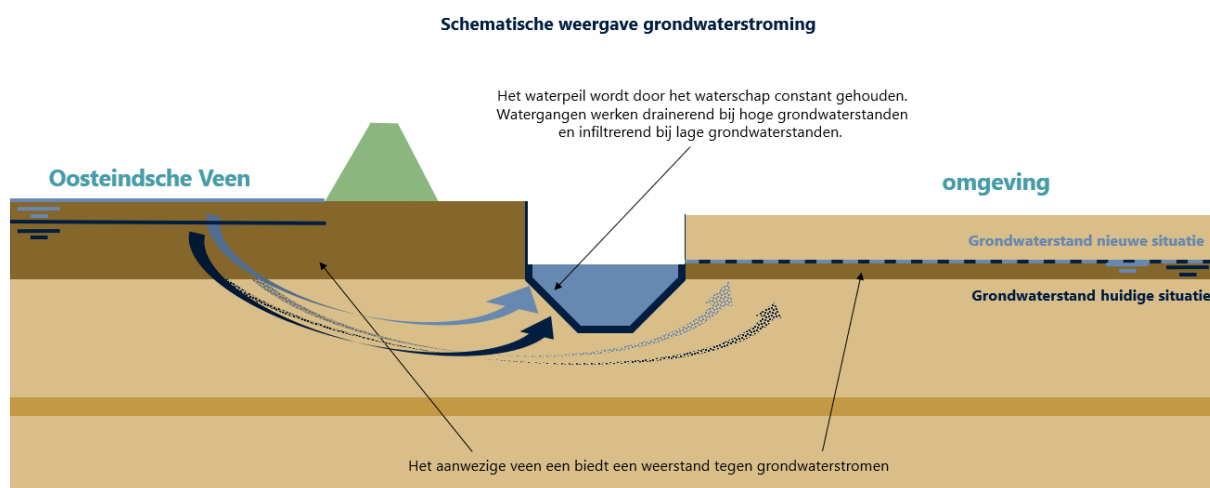 Schematische weergave grondwaterstroming
Het waterpeil wordt door het waterschap constant gehouden.
Watergangen werken drainerend bij hoge grondwaterstanden
en infiltrerend bij lage grondwaterstanden.
Oosteindsche Veen
omgeving
Grondwaterstand nieuwe situatie
Grondwaterstand huidige situatie
Het aanwezige veen een biedt een weerstand tegen grondwaterstromen